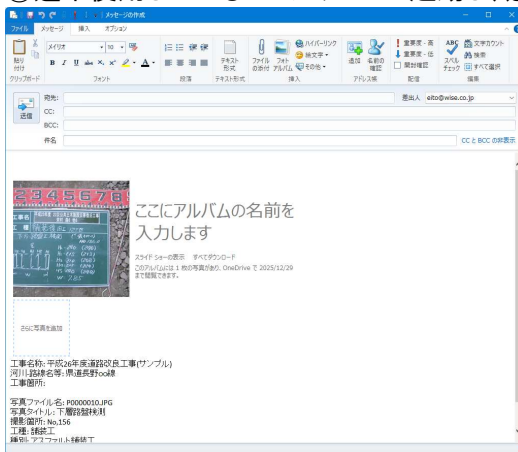 メッセージの作成
ファイル メッセージ 挿入 オプション
貼り付け
クリップボード
メイリオ 10
B I U abc X₂ X² A
フォント
段落
テキスト形式
テキスト形式
ファイルの添付
フォトアルバム
ハイパーリンク
絵文字
その他
挿入
追加
名前の確認
アドレス帳
重要度 - 高
重要度 - 低
開封確認
配信
ABC
スペルチェック
文字カウント
検索
すべて選択
編集
送信
宛先:
差出人 eito@wise.co.jp
CC:
BCC:
件名
CC と BCC の非表示
2 3 4 5 6 7 8
工事名
工種
ここにアルバムの名前を
入力します
スライド ショーの表示 すべてダウンロード
このアルバムには 1 枚の写真があり、OneDrive で 2025/12/29
まで閲覧できます。
さらに写真を追加
工事名称: 平成26年度道路改良工事(サンプル)
河川・路線名等: 県道長野oo線
工事箇所:
写真ファイル名: P0000010.JPG
写真タイトル: 下層路盤検測
撮影箇所: No,156
工種: 舗装工
種別: アスファルト舗装工